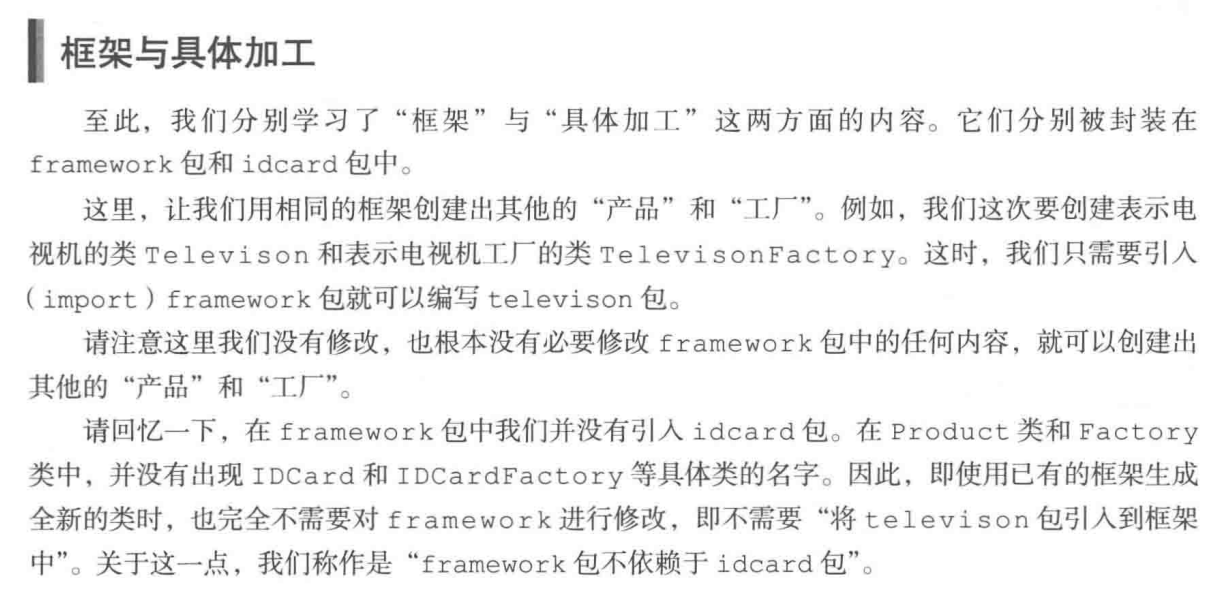 框架与具体加工
至此，我们分别学习了“框架”与“具体加工”这两方面的内容。它们分别被封装在
framework 包和 idcard 包中。
这里，让我们用相同的框架创建出其他的“产品”和“工厂”。例如，我们这次要创建表示电
视机的类 Televison 和表示电视机工厂的类 TelevisonFactory。这时，我们只需要引入
（import）framework 包就可以编写 televison 包。
请注意这里我们没有修改，也根本没有必要修改 framework 包中的任何内容，就可以创建出
其他的“产品”和“工厂”。
请回忆一下，在 framework 包中我们并没有引入 idcard 包。在 Product 类和 Factory
类中，并没有出现 IDCard 和 IDCardFactory 等具体类的名字。因此，即使用已有的框架生成
全新的类时，也完全不需要对 framework 进行修改，即不需要“将 televison 包引入到框架
中”。关于这一点，我们称作是“framework 包不依赖于 idcard 包”。